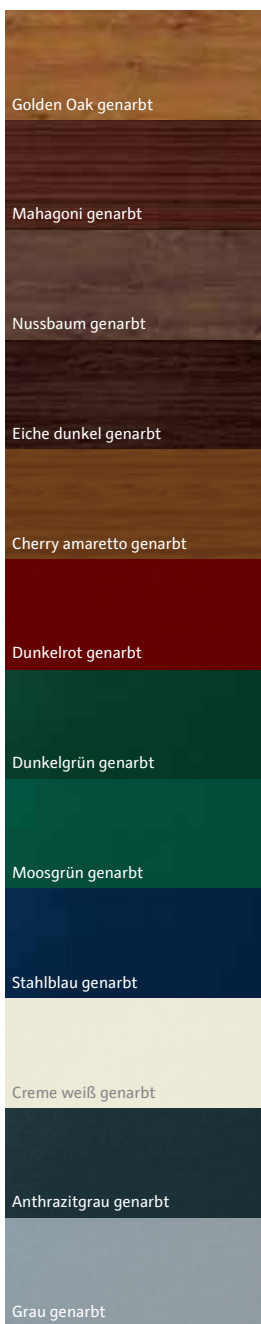 Golden Oak genarbt
Mahagoni genarbt
Nussbaum genarbt
Eiche dunkel genarbt
Cherry amaretto genarbt
Dunkelrot genarbt
Dunkelgrün genarbt
Moosgrün genarbt
Stahlblau genarbt
Creme weiß genarbt
Anthrazitgrau genarbt
Grau genarbt